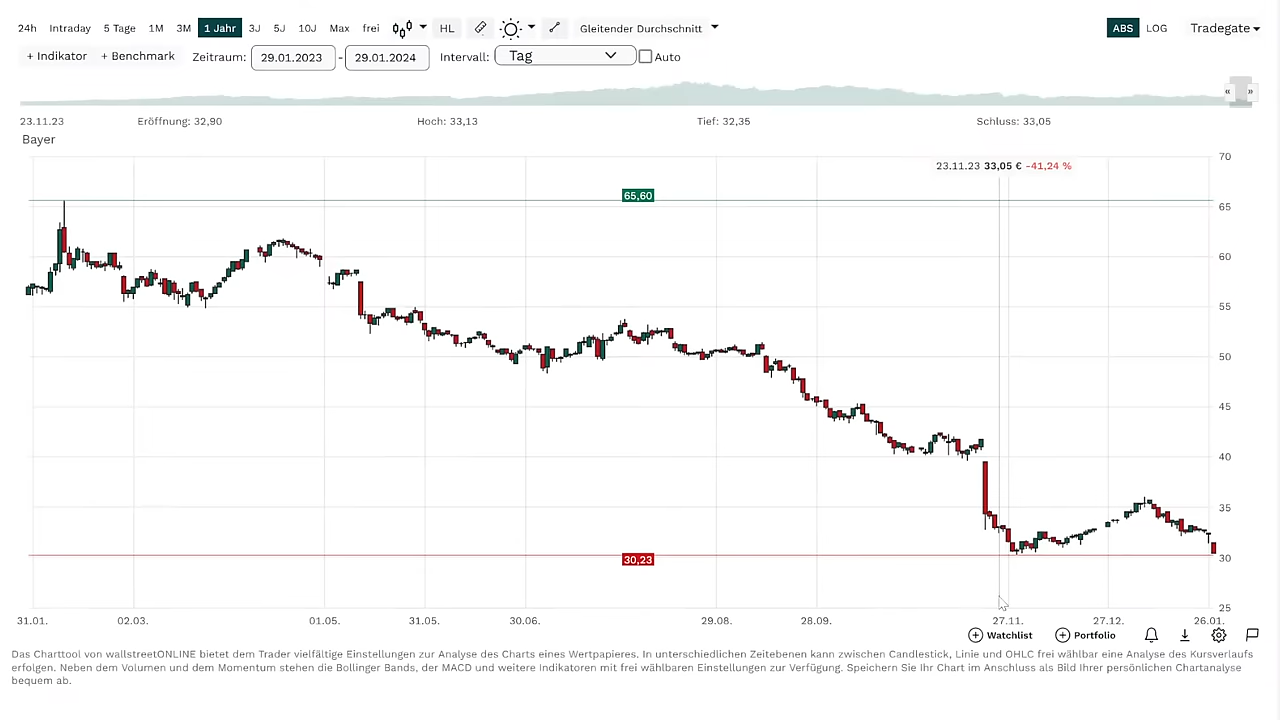 24h Intraday 5 Tage 1M 3M 1 Jahr 3J 5J 10J Max frei HL Gleitender Durchschnitt ABS LOG Tradegate
+ Indikator + Benchmark Zeitraum: 29.01.2023 - 29.01.2024 Intervall: Tag Auto
« »
23.11.23 Eröffnung: 32,90 Hoch: 33,13 Tief: 32,35 Schluss: 33,05
Bayer
70
23.11.23 33,05 € -41,24 %
65,60
65
60
55
50
45
40
35
30,23
30
25
31.01. 02.03. 01.05. 31.05. 30.06. 29.08. 28.09. 27.11. 27.12. 26.01.
Watchlist Portfolio
Das Charttool von wallstreetONLINE bietet dem Trader vielfältige Einstellungen zur Analyse des Charts eines Wertpapieres. In unterschiedlichen Zeitebenen kann zwischen Candlestick, Linie und OHLC frei wählbar eine Analyse des Kursverlaufs
erfolgen. Neben dem Volumen und dem Momentum stehen die Bollinger Bands, der MACD und weitere Indikatoren mit frei wählbaren Einstellungen zur Verfügung. Speichern Sie Ihr Chart im Anschluss als Bild Ihrer persönlichen Chartanalyse
bequem ab.